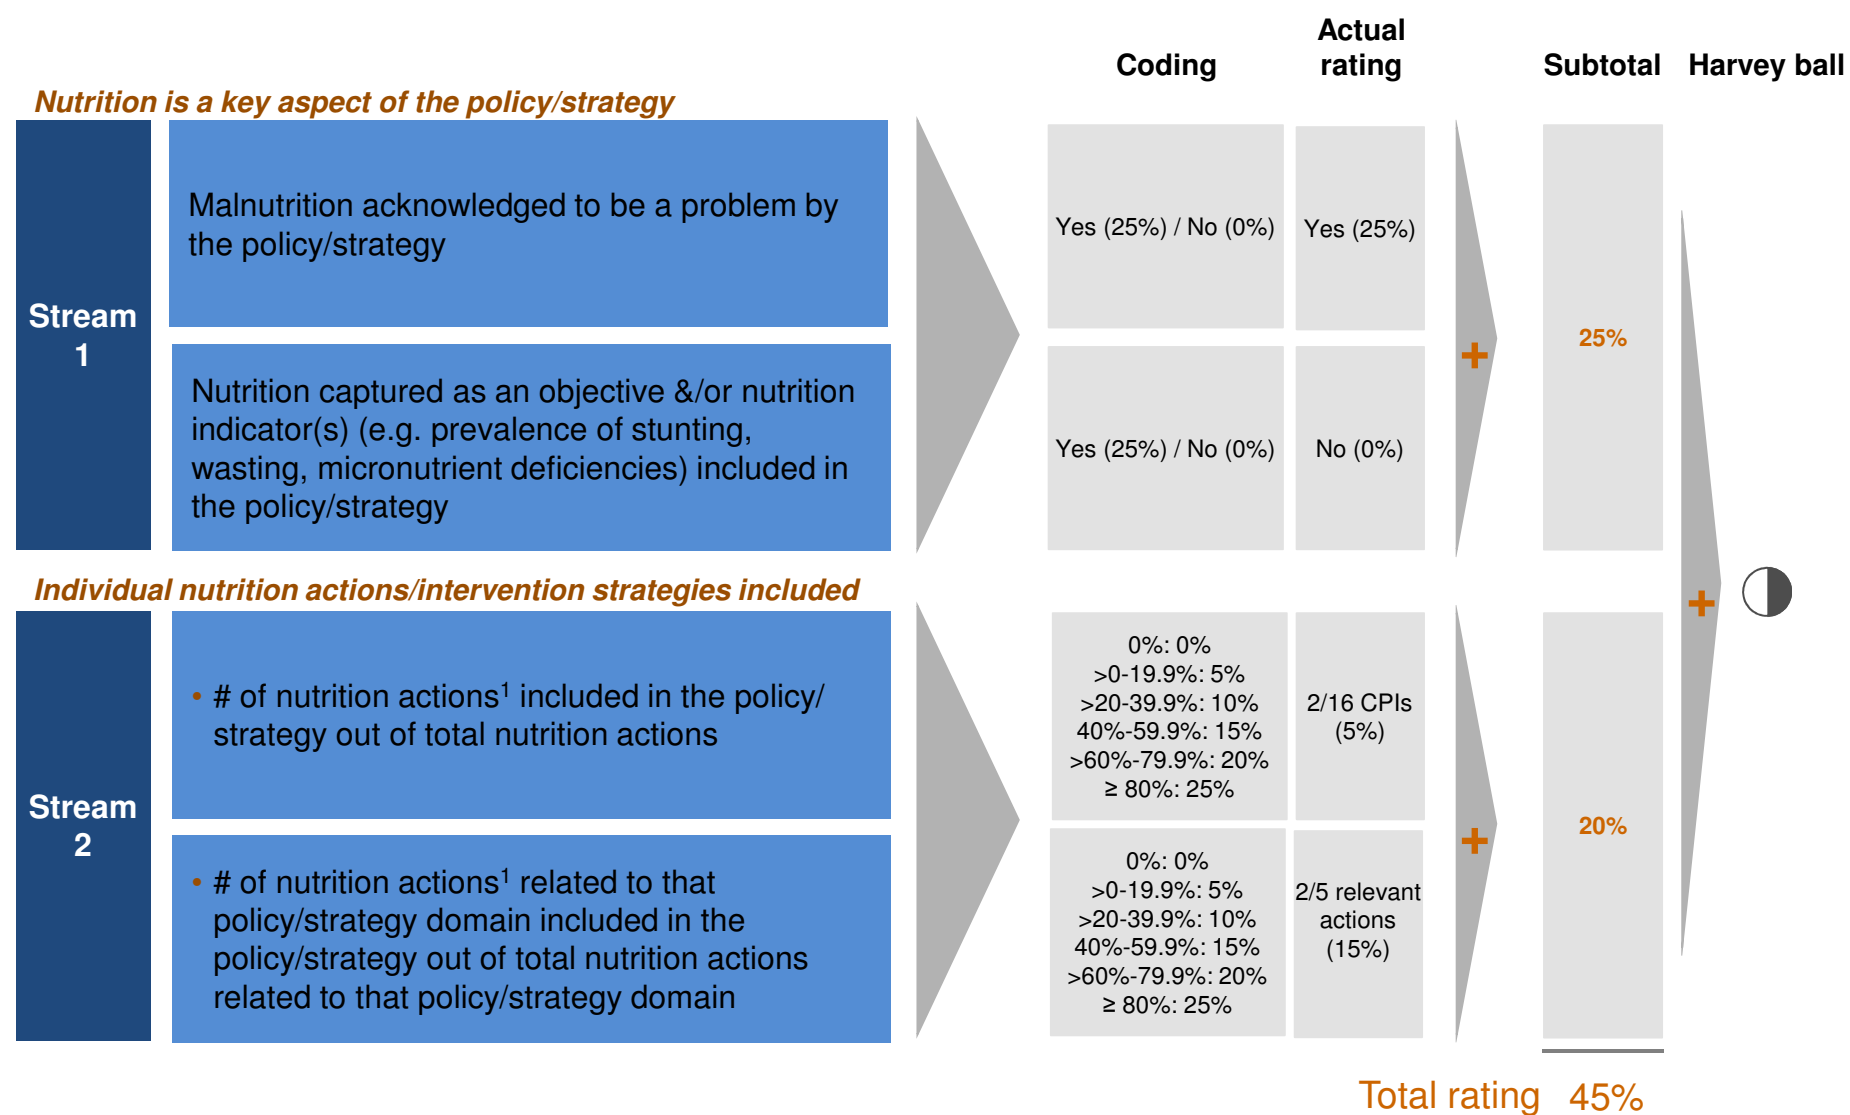 Coding
Actual
rating
Subtotal
Harvey ball
Nutrition is a key aspect of the policy/strategy
Stream
1
Malnutrition acknowledged to be a problem by
the policy/strategy
Yes (25%) / No (0%)
Yes (25%)
Nutrition captured as an objective &/or nutrition
indicator(s) (e.g. prevalence of stunting,
wasting, micronutrient deficiencies) included in
the policy/strategy
Yes (25%) / No (0%)
No (0%)
+
25%
Individual nutrition actions/intervention strategies included
Stream
2
• # of nutrition actions¹ included in the policy/
strategy out of total nutrition actions
0%: 0%
>0-19.9%: 5%
>20-39.9%: 10%
40%-59.9%: 15%
>60%-79.9%: 20%
≥ 80%: 25%
2/16 CPIs
(5%)
• # of nutrition actions¹ related to that
policy/strategy domain included in the
policy/strategy out of total nutrition actions
related to that policy/strategy domain
0%: 0%
>0-19.9%: 5%
>20-39.9%: 10%
40%-59.9%: 15%
>60%-79.9%: 20%
≥ 80%: 25%
2/5 relevant
actions
(15%)
+
20%
+
Total rating 45%